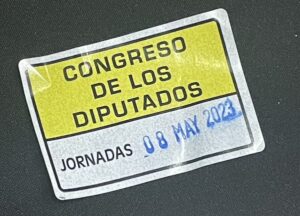 CONGRESO
DE LOS
DIPUTADOS
JORNADAS 08 MAY 2023